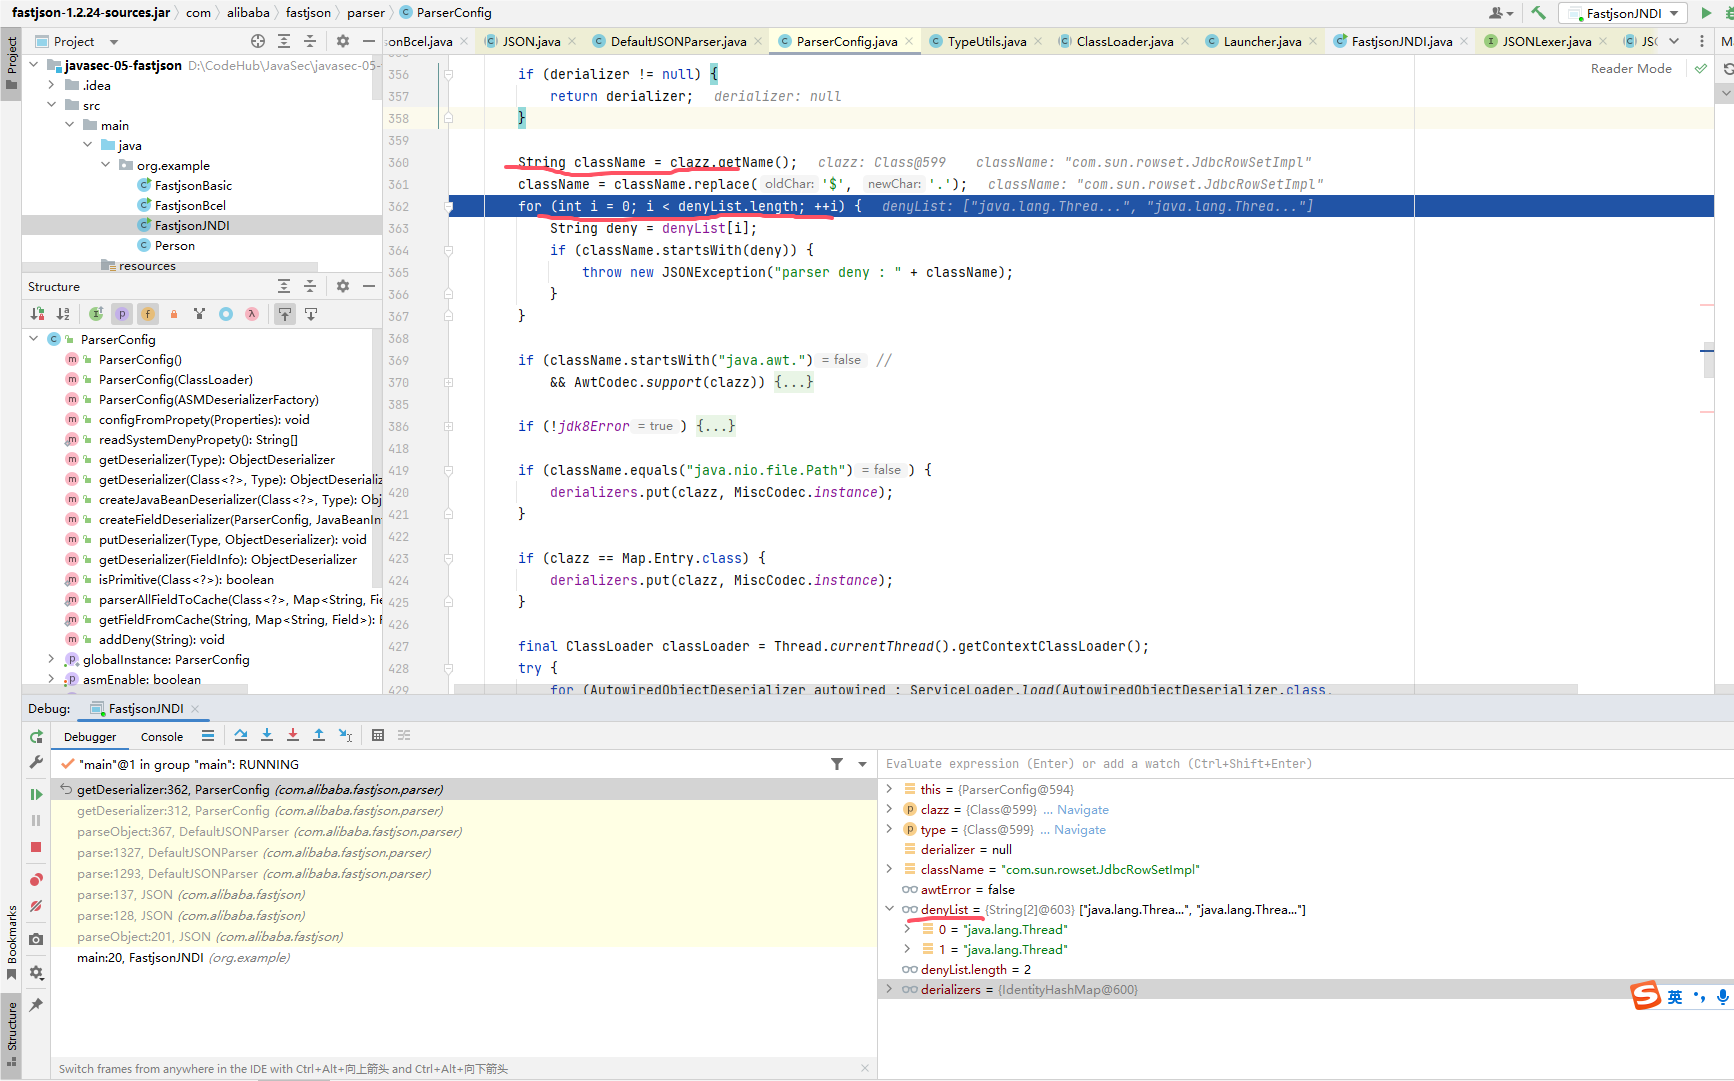 fastjson-1.2.24-sources.jar com alibaba fastjson parser ParserConfig FastjsonJNDI
Project
Project
onBcel.java JSON.java DefaultJSONParser.java ParserConfig.java TypeUtils.java ClassLoader.java Launcher.java FastjsonJNDI.java JSONLexer.java
Reader Mode
javasec-05-fastjson D:\CodeHub\JavaSec\javasec-05-
.idea
src
main
java
org.example
FastjsonBasic
FastjsonBcel
FastjsonJNDI
Person
resources
Structure
ParserConfig
ParserConfig()
ParserConfig(ClassLoader)
ParserConfig(ASMDeserializerFactory)
configFromPropety(Properties): void
readSystemDenyPropety(): String[]
getDeserializer(Type): ObjectDeserializer
getDeserializer(Class<?>, Type): ObjectDeserializ
createJavaBeanDeserializer(Class<?>, Type): Obj
createFieldDeserializer(ParserConfig, JavaBeanIn
putDeserializer(Type, ObjectDeserializer): void
getDeserializer(FieldInfo): ObjectDeserializer
isPrimitive(Class<?>): boolean
parserAllFieldToCache(Class<?>, Map<String, Fie
getFieldFromCache(String, Map<String, Field>): F
addDeny(String): void
globalInstance: ParserConfig
asmEnable: boolean
356 if (derializer != null) {
357 return derializer; derializer: null
358 }
359
360 String className = clazz.getName(); clazz: Class@599 className: "com.sun.rowset.JdbcRowSetImpl"
361 className = className.replace( oldChar: '$', newChar: '.'); className: "com.sun.rowset.JdbcRowSetImpl"
362 for (int i = 0; i < denyList.length; ++i) { denyList: ["java.lang.Threa...", "java.lang.Threa..."]
363 String deny = denyList[i];
364 if (className.startsWith(deny)) {
365 throw new JSONException("parser deny : " + className);
366 }
367 }
368
369 if (className.startsWith("java.awt.") = false //
370 && AwtCodec.support(clazz)) {...}
385
386 if (!jdk8Error = true ) {...}
418
419 if (className.equals("java.nio.file.Path") = false ) {
420 derializers.put(clazz, MiscCodec.instance);
421 }
422
423 if (clazz == Map.Entry.class) {
424 derializers.put(clazz, MiscCodec.instance);
425 }
426
427 final ClassLoader classLoader = Thread.currentThread().getContextClassLoader();
428 try {
429 for (AutowiredObjectDeserializer autowired : ServiceLoader.load(AutowiredObjectDeserializer.class,
Debug: FastjsonJNDI
Debugger Console
"main"@1 in group "main": RUNNING
getDeserializer:362, ParserConfig (com.alibaba.fastjson.parser)
getDeserializer:312, ParserConfig (com.alibaba.fastjson.parser)
parseObject:367, DefaultJSONParser (com.alibaba.fastjson.parser)
parse:1327, DefaultJSONParser (com.alibaba.fastjson.parser)
parse:1293, DefaultJSONParser (com.alibaba.fastjson.parser)
parse:137, JSON (com.alibaba.fastjson)
parse:128, JSON (com.alibaba.fastjson)
parseObject:201, JSON (com.alibaba.fastjson)
main:20, FastjsonJNDI (org.example)
Evaluate expression (Enter) or add a watch (Ctrl+Shift+Enter)
this = {ParserConfig@594}
clazz = {Class@599} ... Navigate
type = {Class@599} ... Navigate
derializer = null
className = "com.sun.rowset.JdbcRowSetImpl"
awtError = false
denyList = {String[2]@603} ["java.lang.Threa...", "java.lang.Threa..."]
0 = "java.lang.Thread"
1 = "java.lang.Thread"
denyList.length = 2
derializers = {IdentityHashMap@600}
Bookmarks
Structure
英
Switch frames from anywhere in the IDE with Ctrl+Alt+向上箭头 and Ctrl+Alt+向下箭头